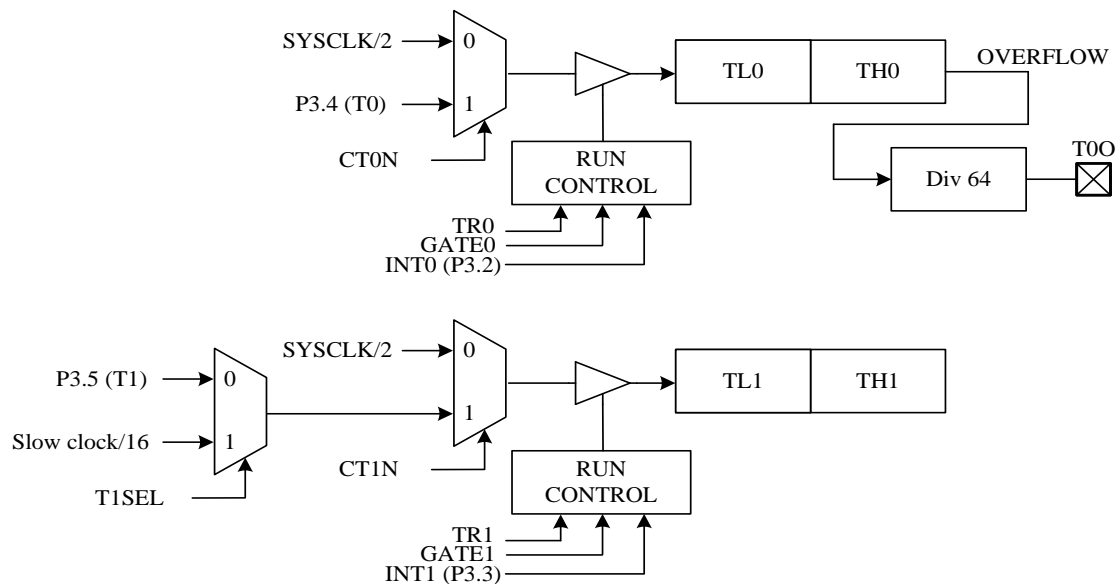 SYSCLK/2
0
TL0
TH0
OVERFLOW
P3.4 (T0)
1
CT0N
RUN
CONTROL
Div 64
T0O
TR0
GATE0
INT0 (P3.2)
SYSCLK/2
0
P3.5 (T1)
0
TL1
TH1
1
Slow clock/16
1
CT1N
RUN
CONTROL
T1SEL
TR1
GATE1
INT1 (P3.3)